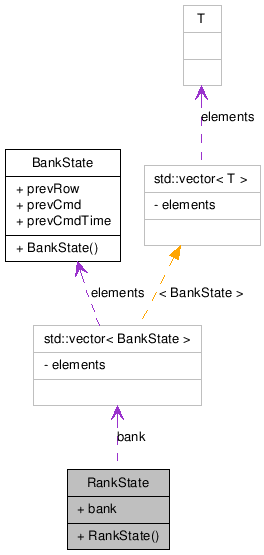 T
elements
BankState
+ prevRow
+ prevCmd
+ prevCmdTime
+ BankState()
std::vector< T >
- elements
elements
< BankState >
std::vector< BankState >
- elements
bank
RankState
+ bank
+ RankState()